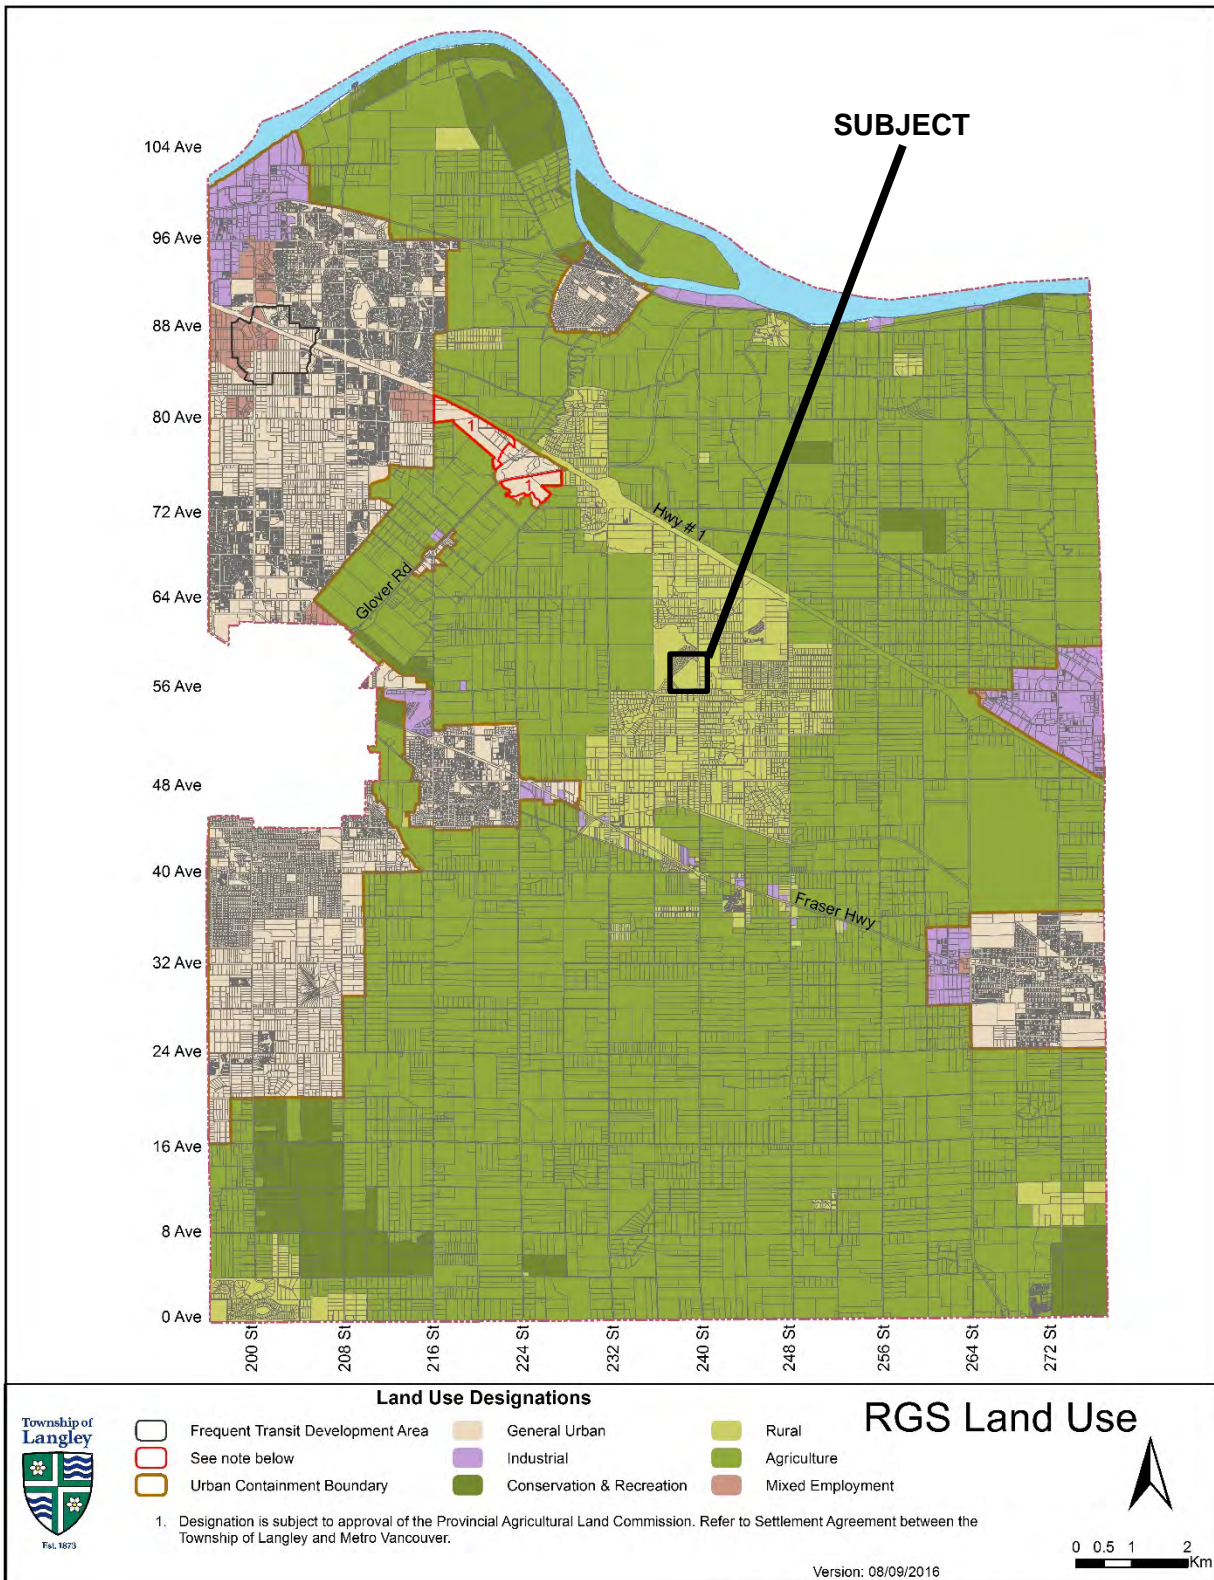 SUBJECT
104 Ave
96 Ave
88 Ave
80 Ave
72 Ave
64 Ave
56 Ave
48 Ave
40 Ave
32 Ave
24 Ave
16 Ave
8 Ave
0 Ave
1
1
Hwy # 1
Glover Rd
Fraser Hwy
200 St
208 St
216 St
224 St
232 St
240 St
248 St
256 St
264 St
272 St
Land Use Designations
RGS Land Use
Township of
Langley
Est. 1873
Frequent Transit Development Area
General Urban
Rural
See note below
Industrial
Agriculture
Urban Containment Boundary
Conservation & Recreation
Mixed Employment
1. Designation is subject to approval of the Provincial Agricultural Land Commission. Refer to Settlement Agreement between the
Township of Langley and Metro Vancouver.
0 0.5 1 2
Km
Version: 08/09/2016